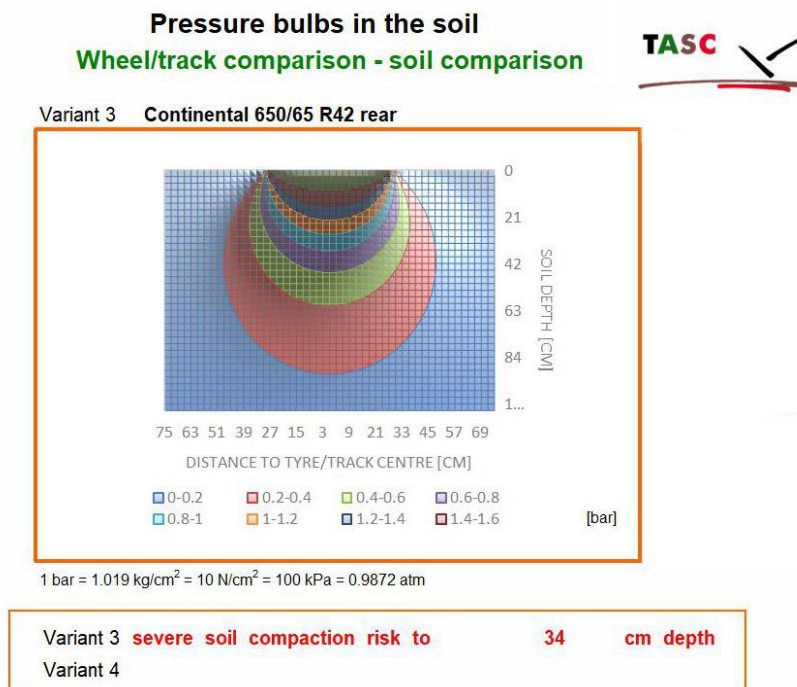 Pressure bulbs in the soil
Wheel/track comparison - soil comparison
TASC
Variant 3 Continental 650/65 R42 rear
0
21
42
63
84
1...
SOIL DEPTH [CM]
75 63 51 39 27 15 3 9 21 33 45 57 69
DISTANCE TO TYRE/TRACK CENTRE [CM]
0-0.2 0.2-0.4 0.4-0.6 0.6-0.8
0.8-1 1-1.2 1.2-1.4 1.4-1.6
[bar]
1 bar = 1.019 kg/cm² = 10 N/cm² = 100 kPa = 0.9872 atm
Variant 3 severe soil compaction risk to 34 cm depth
Variant 4